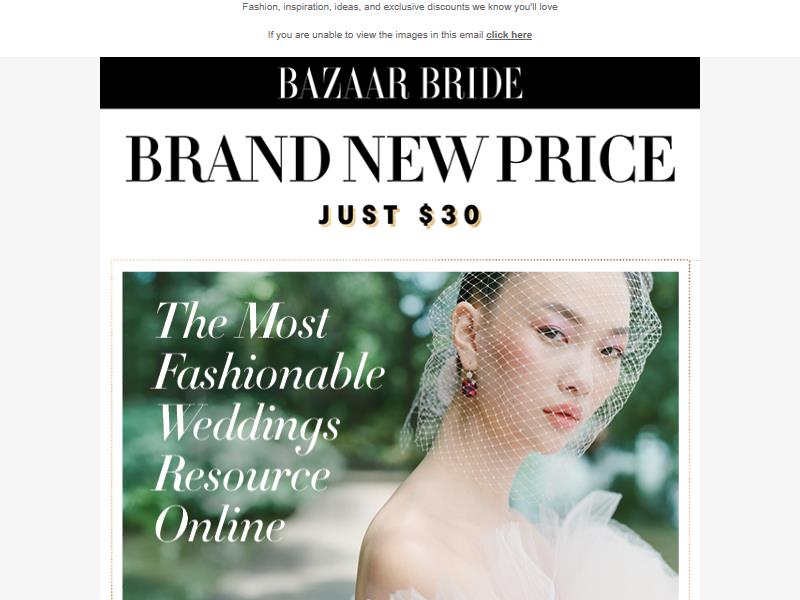 Fashion, inspiration, ideas, and exclusive discounts we know you'll love
If you are unable to view the images in this email click here
BAZAAR BRIDE
BRAND NEW PRICE
JUST $30
The Most
Fashionable
Weddings
Resource
Online